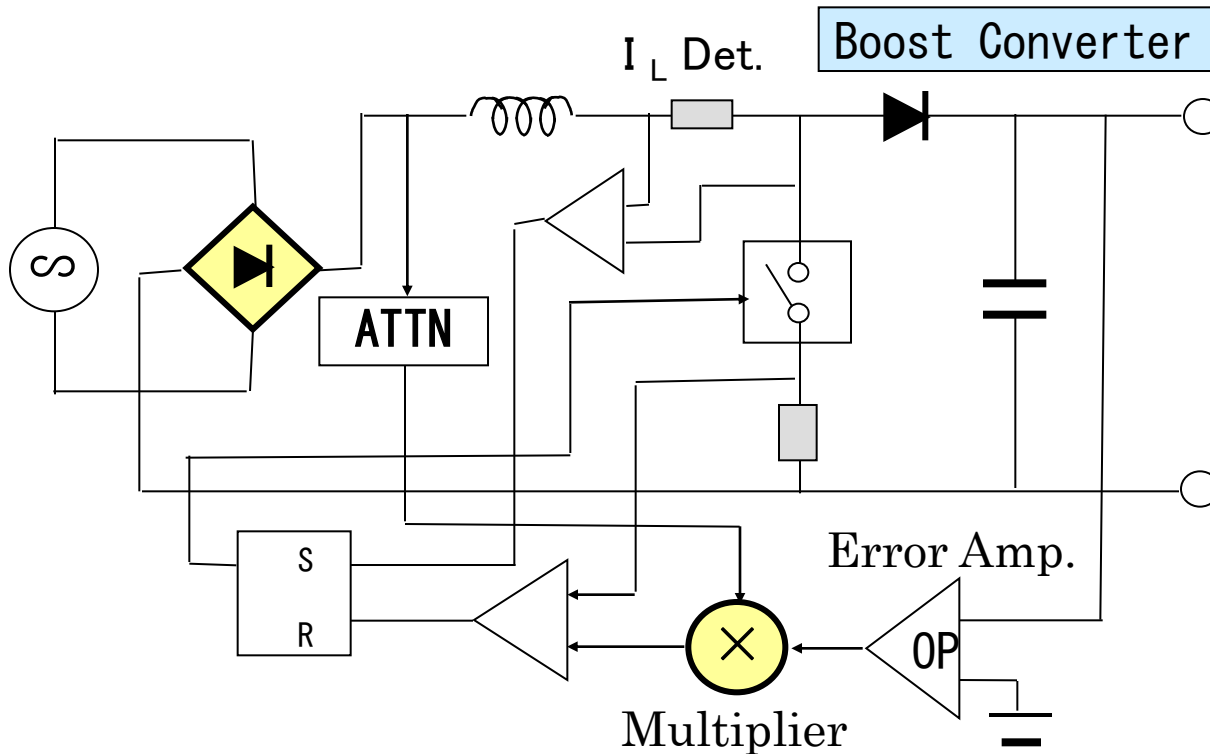 Boost Converter
I L Det.
ATTN
S
R
Error Amp.
OP
Multiplier